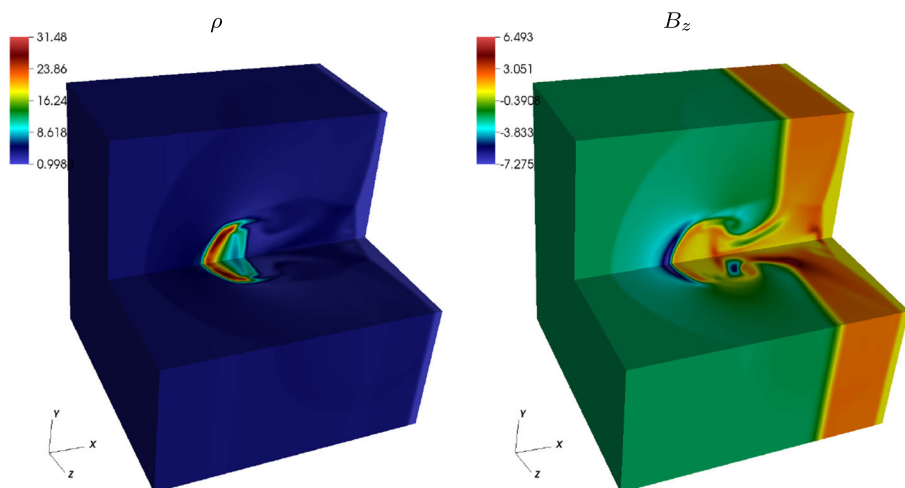 ρ
31.48
23.86
16.24
8.618
0.998
Y
X
Z
B_z
6.493
3.051
-0.3908
-3.833
-7.275
Y
X
Z